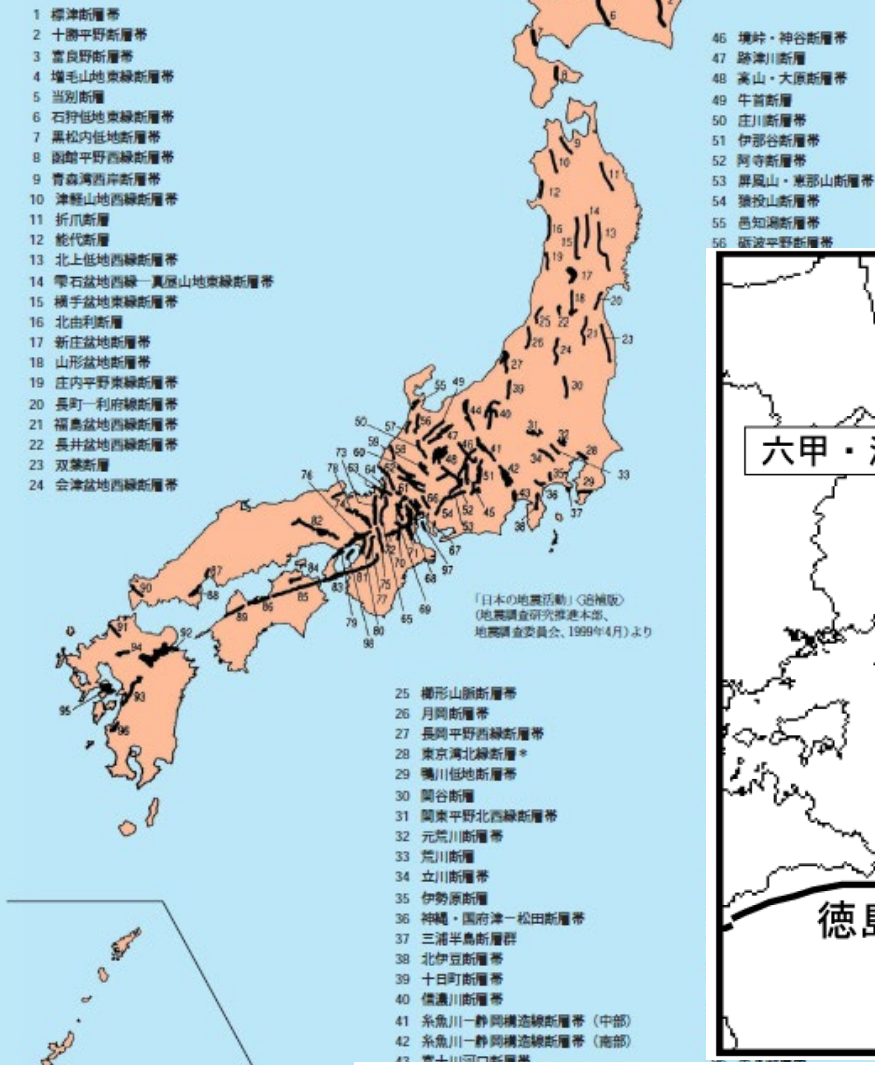 1 標津断層帯
2 十勝平野断層帯
3 富良野断層帯
4 増毛山地東縁断層帯
5 当別断層
6 石狩低地東縁断層帯
7 黒松内低地断層帯
8 函館平野西縁断層帯
9 青森湾西岸断層帯
10 津軽山地西縁断層帯
11 折爪断層
12 能代断層
13 北上低地西縁断層帯
14 雫石盆地西縁―真昼山地東縁断層帯
15 横手盆地東縁断層帯
16 北由利断層
17 新庄盆地断層帯
18 山形盆地断層帯
19 庄内平野東縁断層帯
20 長町―利府線断層帯
21 福島盆地西縁断層帯
22 長井盆地西縁断層帯
23 双葉断層
24 会津盆地西縁断層帯
46 境峠・神谷断層帯
47 跡津川断層
48 高山・大原断層帯
49 牛首断層
50 庄川断層帯
51 伊那谷断層帯
52 阿寺断層帯
53 屏風山・恵那山断層帯
54 猿投山断層帯
55 邑知潟断層帯
56 砺波平野断層帯
六甲・
徳島
「日本の地震活動」〈追補版〉
(地震調査研究推進本部、
地震調査委員会、1999年4月)より
25 櫛形山脈断層帯
26 月岡断層帯
27 長岡平野西縁断層帯
28 東京湾北縁断層*
29 鴨川低地断層帯
30 関谷断層
31 関東平野北西縁断層帯
32 元荒川断層帯
33 荒川断層
34 立川断層帯
35 伊勢原断層
36 神縄・国府津ー松田断層帯
37 三浦半島断層群
38 北伊豆断層帯
39 十日町断層帯
40 信濃川断層帯
41 糸魚川ー静岡構造線断層帯(中部)
42 糸魚川ー静岡構造線断層帯(南部)
43 富士川河口断層帯